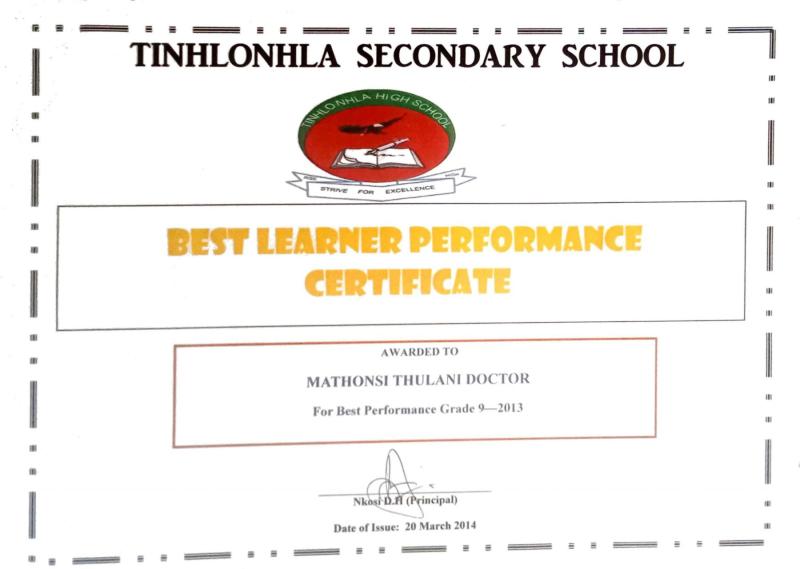 TINHLONHLA SECONDARY SCHOOL
TINHLONHLA HIGH SCHOOL
STRIVE FOR EXCELLENCE
BEST LEARNER PERFORMANCE
CERTIFICATE
AWARDED TO
MATHONSI THULANI DOCTOR
For Best Performance Grade 9—2013
Nkosi D.H (Principal)
Date of Issue: 20 March 2014